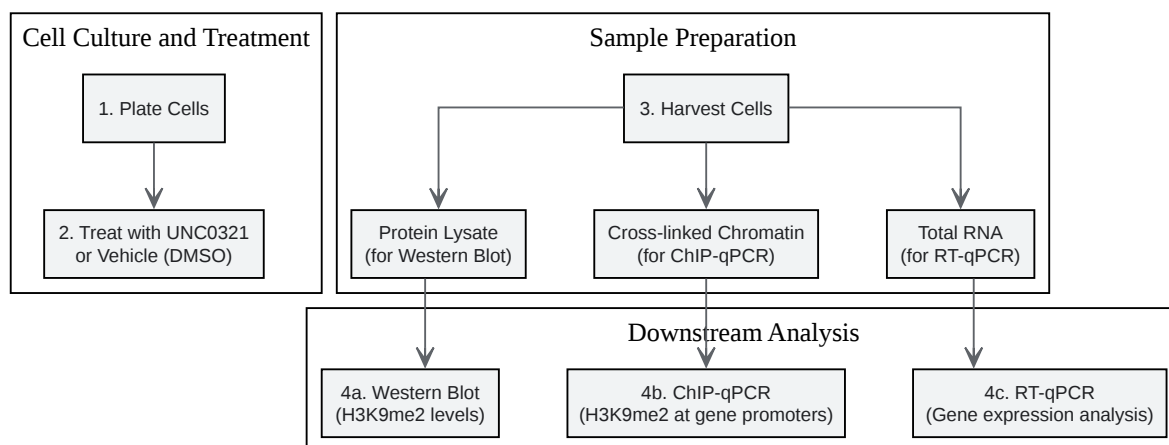 Cell Culture and Treatment
1. Plate Cells
2. Treat with UNC0321
or Vehicle (DMSO)
Sample Preparation
3. Harvest Cells
Protein Lysate
(for Western Blot)
Cross-linked Chromatin
(for ChIP-qPCR)
Total RNA
(for RT-qPCR)
Downstream Analysis
4a. Western Blot
(H3K9me2 levels)
4b. ChIP-qPCR
(H3K9me2 at gene promoters)
4c. RT-qPCR
(Gene expression analysis)